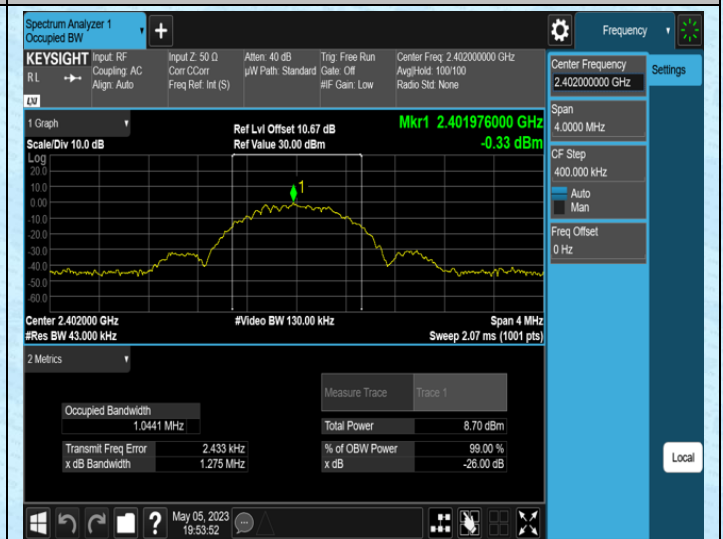 Spectrum Analyzer 1
Occupied BW
Frequency
KEYSIGHT
RL
LXI
Input: RF
Coupling: AC
Align: Auto
Input Z: 50 Ω
Corr CCorr
Freq Ref: Int (S)
Atten: 40 dB
µW Path: Standard
Trig: Free Run
Gate: Off
#IF Gain: Low
Center Freq: 2.402000000 GHz
Avg|Hold: 100/100
Radio Std: None
1 Graph
Scale/Div 10.0 dB
Ref Lvl Offset 10.67 dB
Ref Value 30.00 dBm
Mkr1 2.401976000 GHz
-0.33 dBm
Log
20.0
10.0
0.00
-10.0
-20.0
-30.0
-40.0
-50.0
-60.0
1
Center 2.402000 GHz
#Res BW 43.000 kHz
#Video BW 130.00 kHz
Span 4 MHz
Sweep 2.07 ms (1001 pts)
2 Metrics
Measure Trace
Trace 1
Occupied Bandwidth
1.0441 MHz
Total Power
8.70 dBm
Transmit Freq Error
2.433 kHz
% of OBW Power
99.00 %
x dB Bandwidth
1.275 MHz
x dB
-26.00 dB
Center Frequency
2.402000000 GHz
Settings
Span
4.0000 MHz
CF Step
400.000 kHz
Auto
Man
Freq Offset
0 Hz
Local
?
May 05, 2023
19:53:52